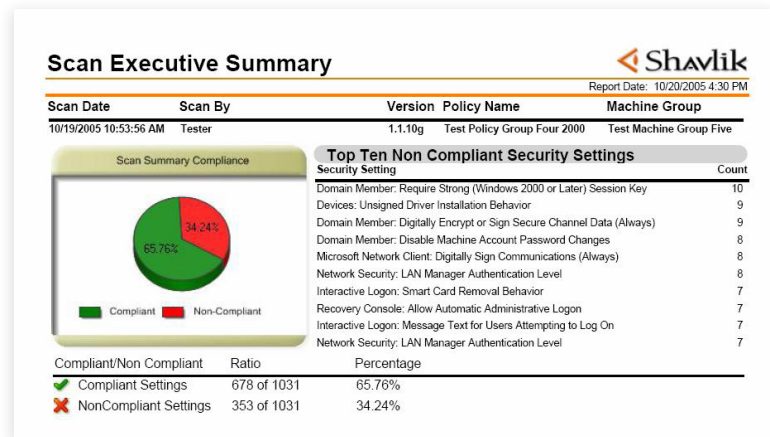 Scan Executive Summary
Shavlik
Report Date: 10/20/2005 4:30 PM
Scan Date Scan By Version Policy Name Machine Group
10/19/2005 10:53:56 AM Tester 1.1.10g Test Policy Group Four 2000 Test Machine Group Five
Scan Summary Compliance
34.24%
65.76%
Compliant Non-Compliant
Top Ten Non Compliant Security Settings
Security Setting Count
Domain Member: Require Strong (Windows 2000 or Later) Session Key 10
Devices: Unsigned Driver Installation Behavior 9
Domain Member: Digitally Encrypt or Sign Secure Channel Data (Always) 9
Domain Member: Disable Machine Account Password Changes 8
Microsoft Network Client: Digitally Sign Communications (Always) 8
Network Security: LAN Manager Authentication Level 8
Interactive Logon: Smart Card Removal Behavior 7
Recovery Console: Allow Automatic Administrative Logon 7
Interactive Logon: Message Text for Users Attempting to Log On 7
Network Security: LAN Manager Authentication Level 7
Compliant/Non Compliant Ratio Percentage
Compliant Settings 678 of 1031 65.76%
NonCompliant Settings 353 of 1031 34.24%